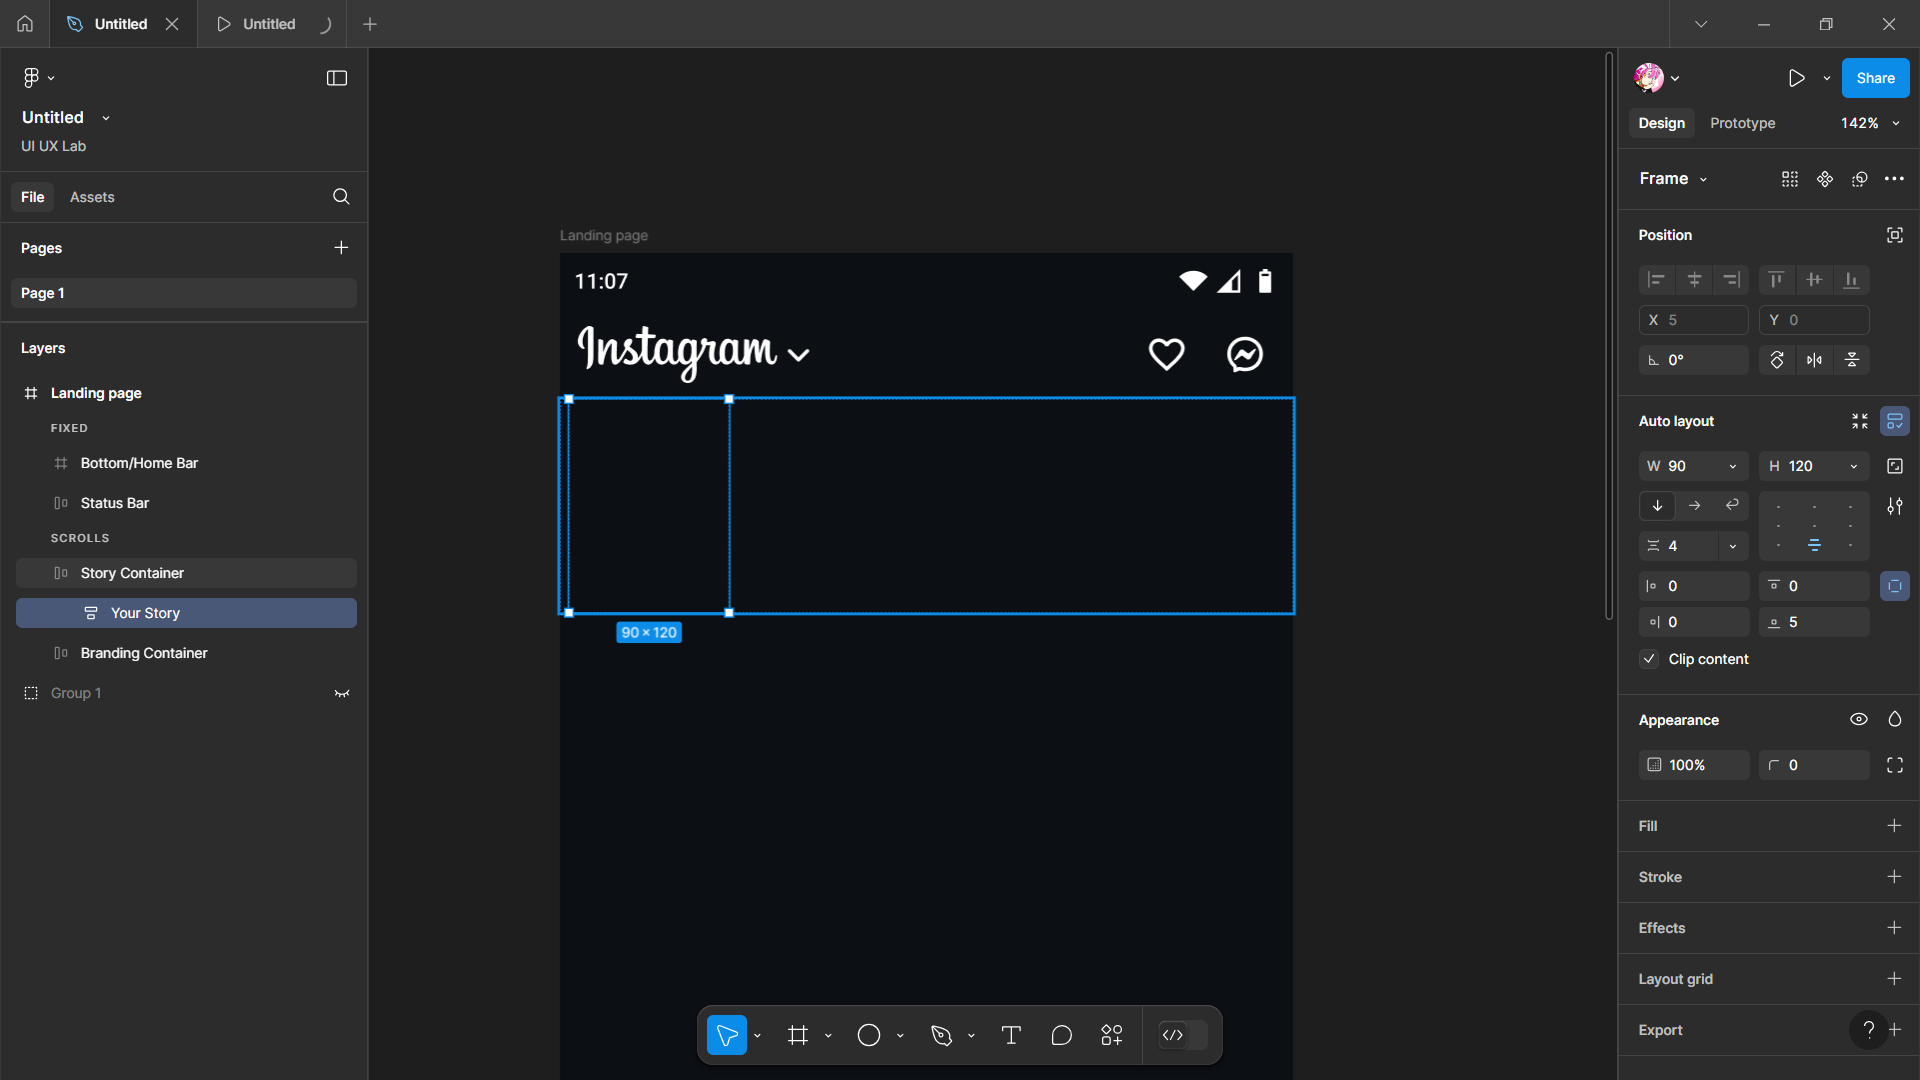 Untitled
Untitled
Untitled
UI UX Lab
File Assets
Pages
Page 1
Layers
Landing page
FIXED
Bottom/Home Bar
Status Bar
SCROLLS
Story Container
Your Story
Branding Container
Group 1
Landing page
11:07
Instagram
90 × 120
Share
Design Prototype 142%
Frame
Position
X 5 Y 0
0°
Auto layout
W 90 H 120
4
0 0
0 5
Clip content
Appearance
100% 0
Fill
Stroke
Effects
Layout grid
Export
?